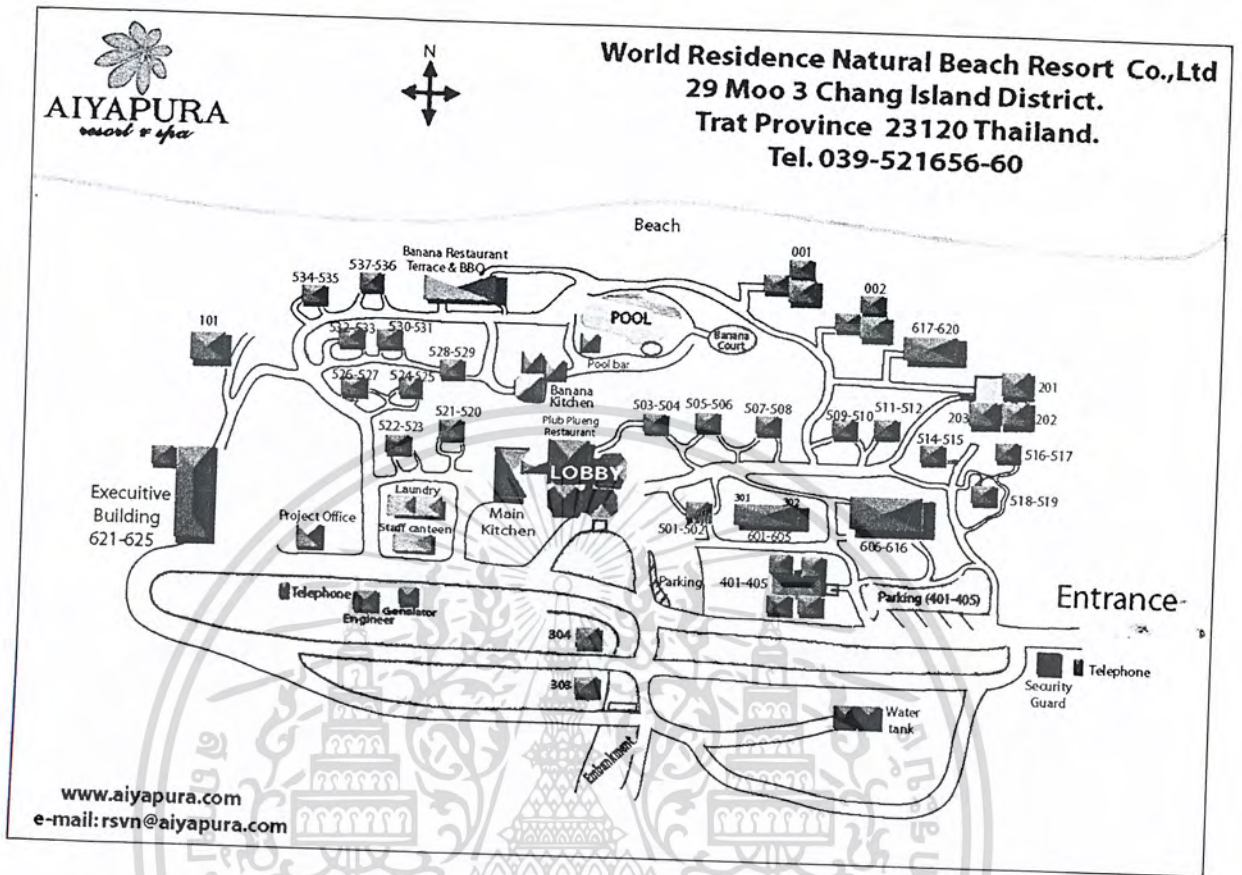 AIYAPURA
resort & spa
N
World Residence Natural Beach Resort Co.,Ltd
29 Moo 3 Chang Island District.
Trat Province 23120 Thailand.
Tel. 039-521656-60
Beach
Banana Restaurant
Terrace & BBQ
534-535
537-536
001
002
101
532-533
530-531
POOL
Banana
Court
617-620
528-529
Pool bar
526-527
524-525
Banana
Kitchen
201
203
202
521-520
522-523
Plub Plueng
Restaurant
503-504
505-506
507-508
509-510
511-512
514-515
516-517
518-519
LOBBY
Laundry
Main
Kitchen
Staff canteen
Project Office
Execuitive
Building
621-625
501-502
301
302
601-605
606-616
Parking
401-405
Parking (401-405)
Entrance
Telephone
Engineer
Genslator
304
303
Security
Guard
Telephone
Water
tank
Embankment
www.aiyapura.com
e-mail:rsvn@aiyapura.com